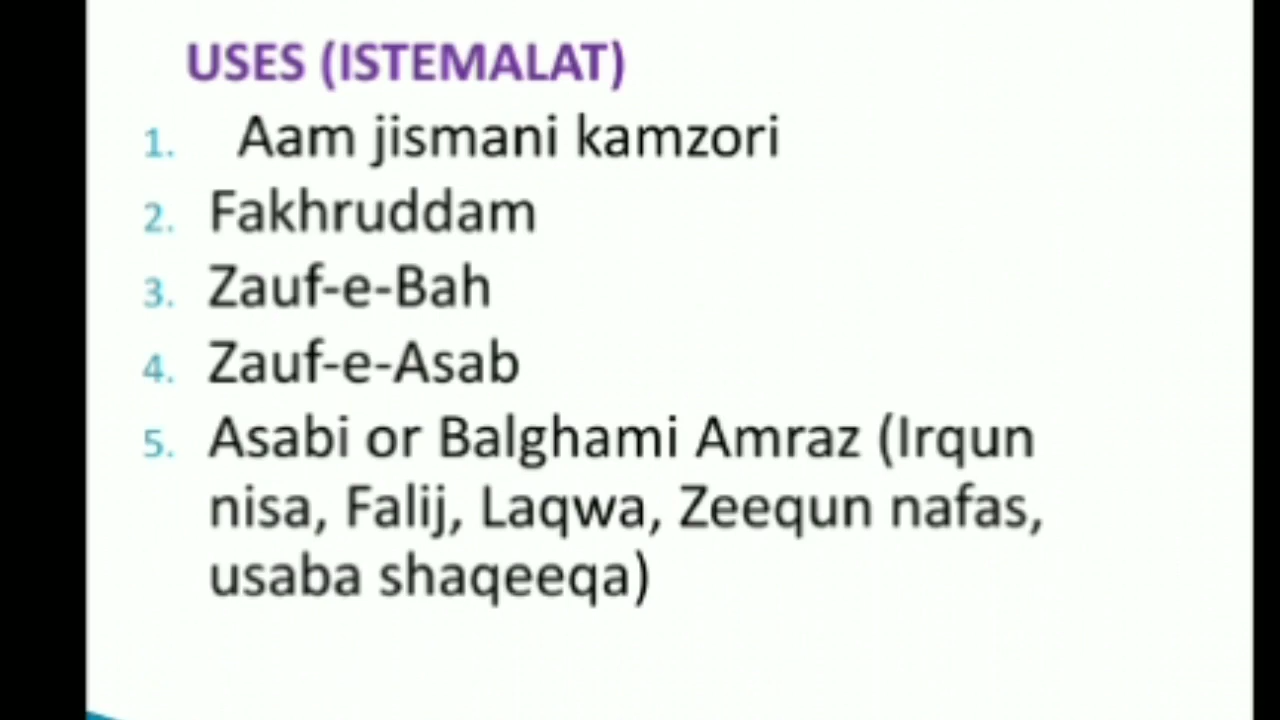 USES (ISTEMALAT)
1. Aam jismani kamzori
2. Fakhruddam
3. Zauf-e-Bah
4. Zauf-e-Asab
5. Asabi or Balghami Amraz (Irqun
nisa, Falij, Laqwa, Zeequn nafas,
usaba shaqeeqa)